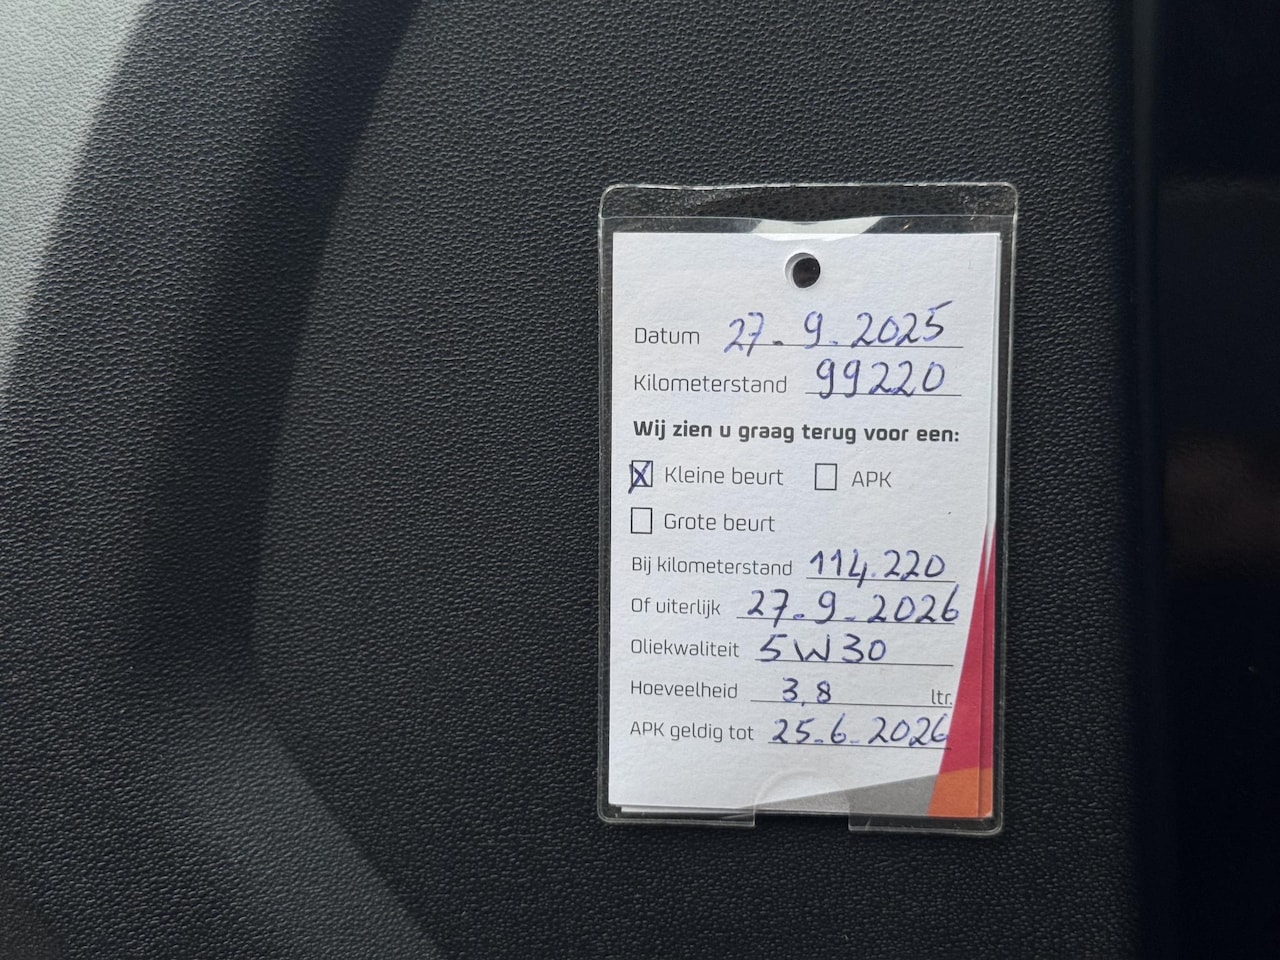 Datum 27-9-2025
Kilometerstand 99220
Wij zien u graag terug voor een:
Kleine beurt APK
Grote beurt
Bij kilometerstand 114.220
Of uiterlijk 27-9-2026
Oliekwaliteit 5W30
Hoeveelheid 3,8 ltr.
APK geldig tot 25-6-2026